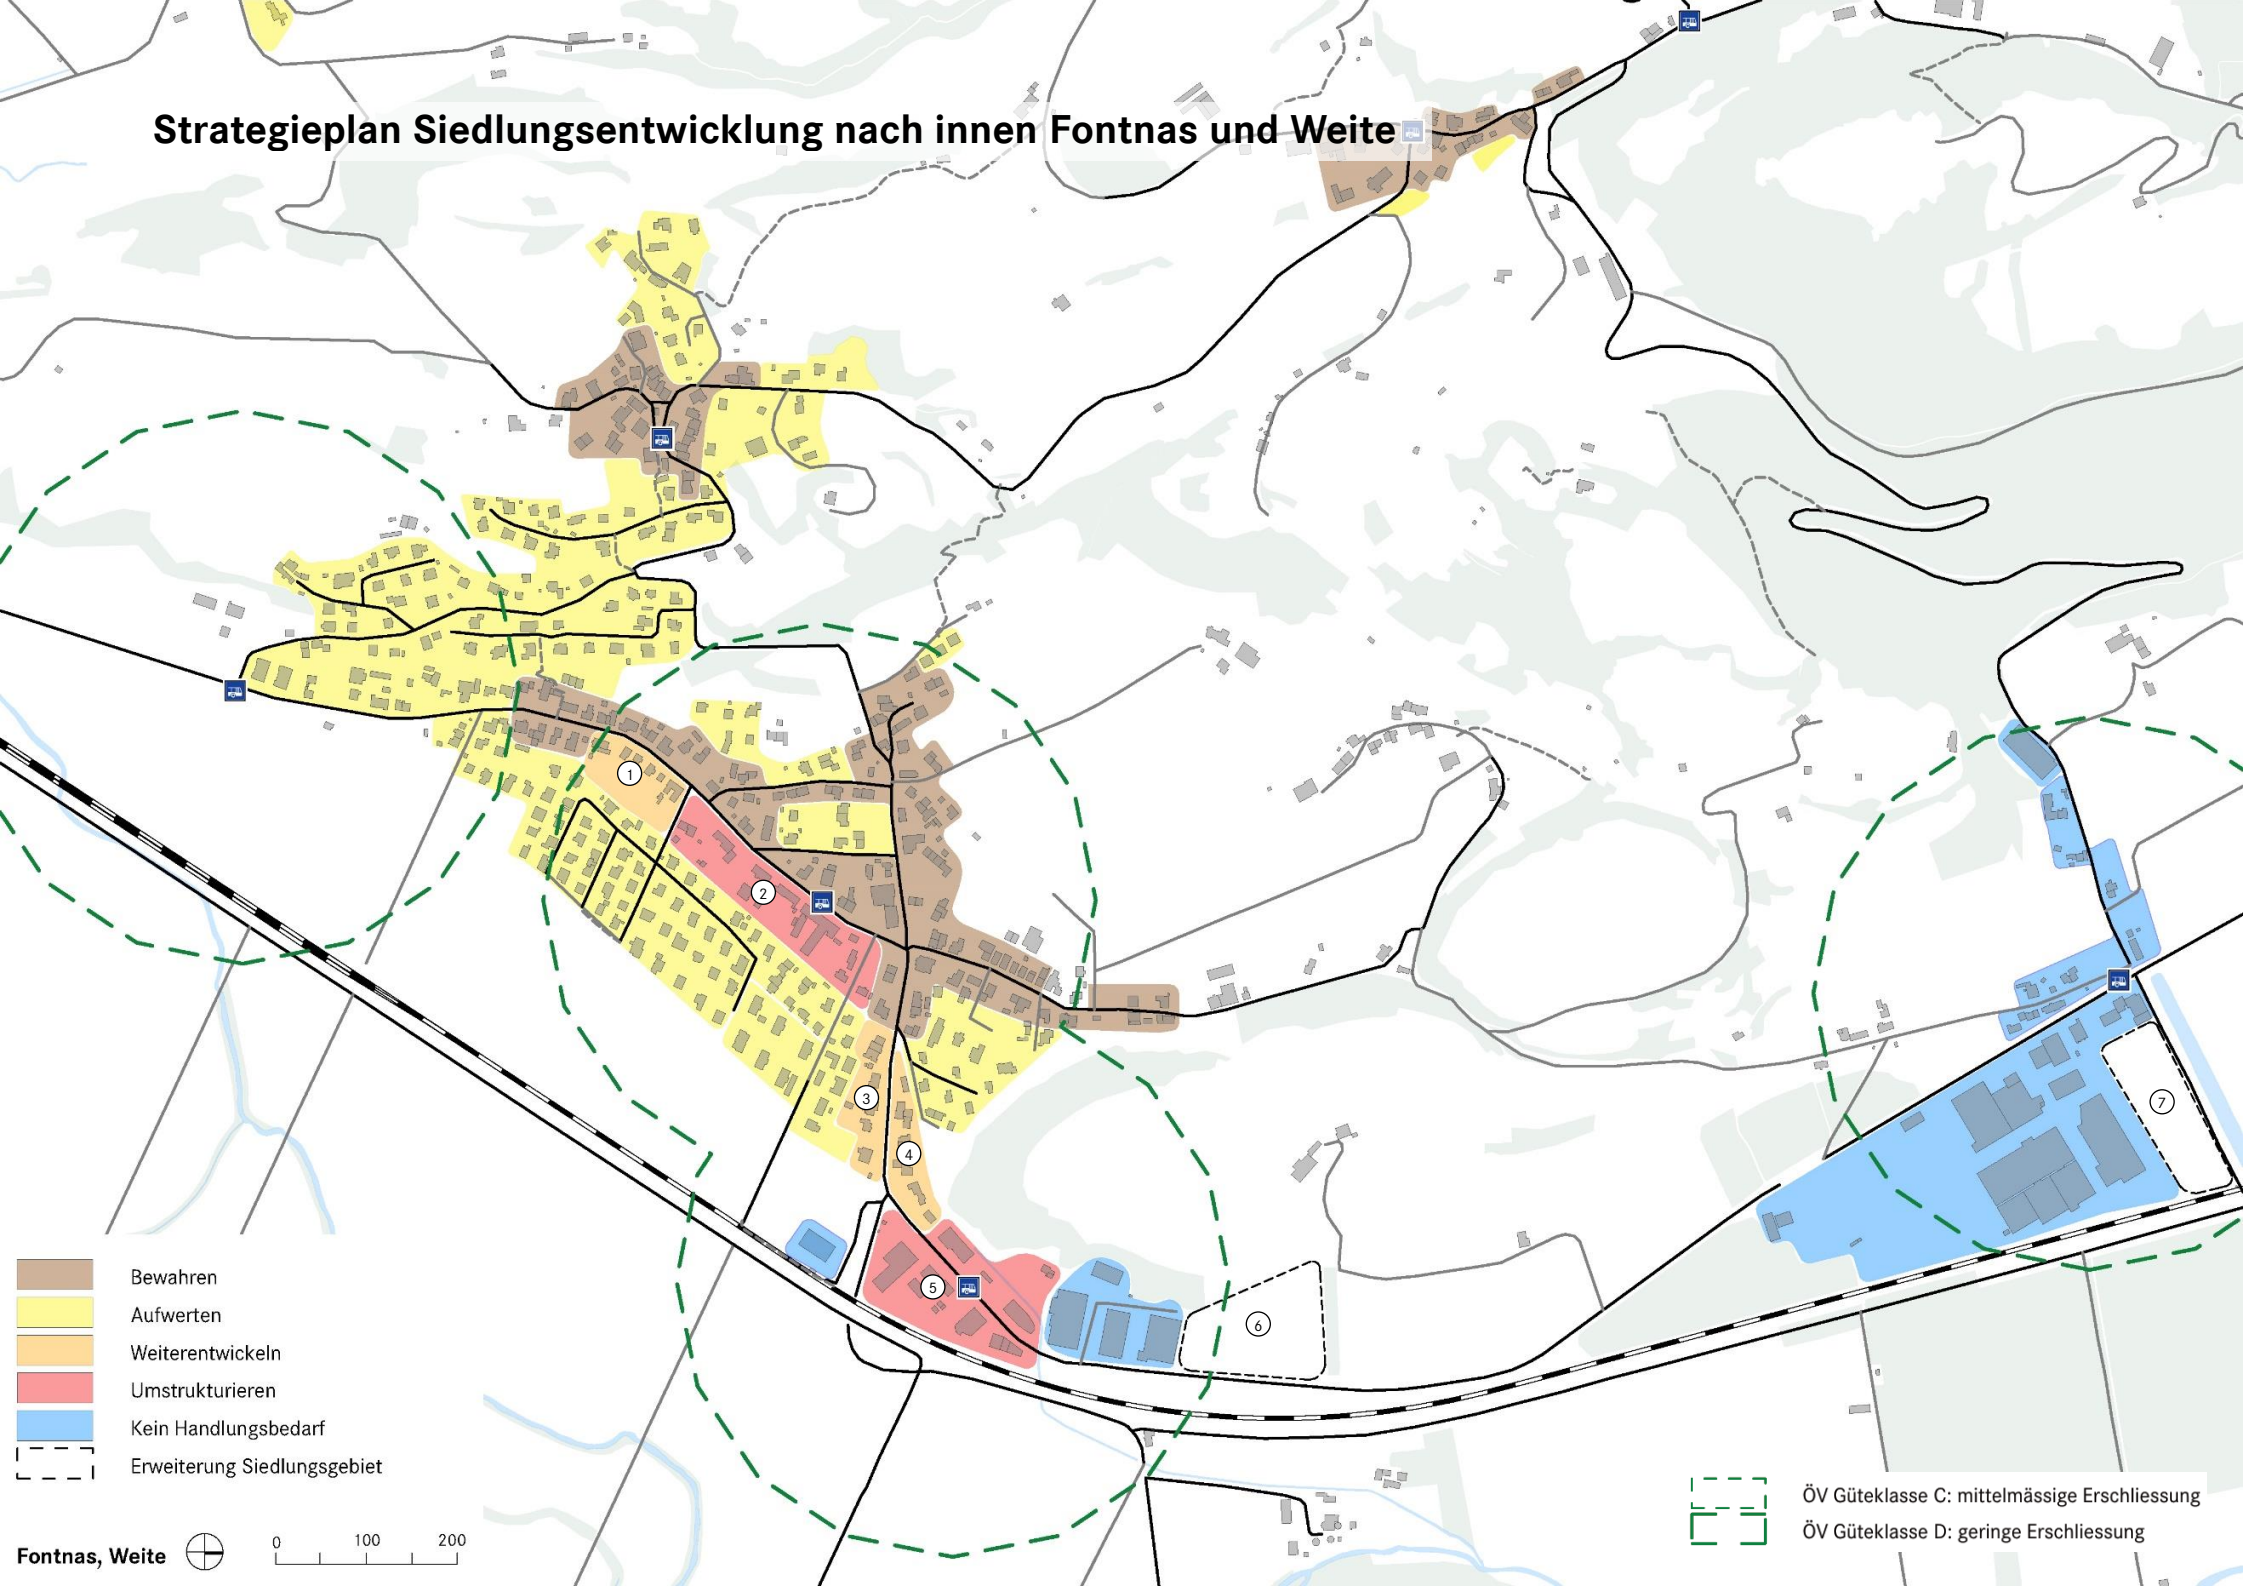 Strategieplan Siedlungsentwicklung nach innen Fontnas und Weite
1
2
3
4
5
6
7
Bewahren
Aufwerten
Weiterentwickeln
Umstrukturieren
Kein Handlungsbedarf
Erweiterung Siedlungsgebiet
ÖV Güteklasse C: mittelmässige Erschliessung
ÖV Güteklasse D: geringe Erschliessung
Fontnas, Weite
0 100 200